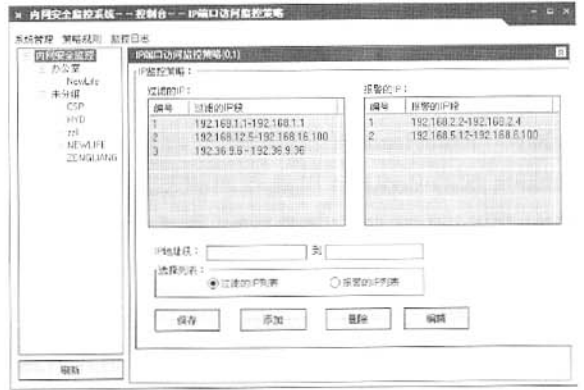 内网安全监控系统--控制台--IP端口访问监控策略
系统管理 策略规则 监控日志
内网安全监控
办公室
NewLife
未分组
CSP
HYD
zzl
NEWLIFE
ZENGLIANG
刷新
IP端口访问监控策略(0,1)
IP监控策略：
过滤的IP：
编号 过滤的IP段
1 192.168.1.1-192.168.1.1
2 192.168.12.5-192.168.16.100
3 192.36.9.6-192.36.9.36
报警的IP：
编号 报警的IP段
1 192.168.2.2-192.168.2.4
2 192.168.5.12-192.168.6.100
IP地址段： 到
选择列表：
过滤的IP列表 报警的IP列表
保存 添加 删除 编辑